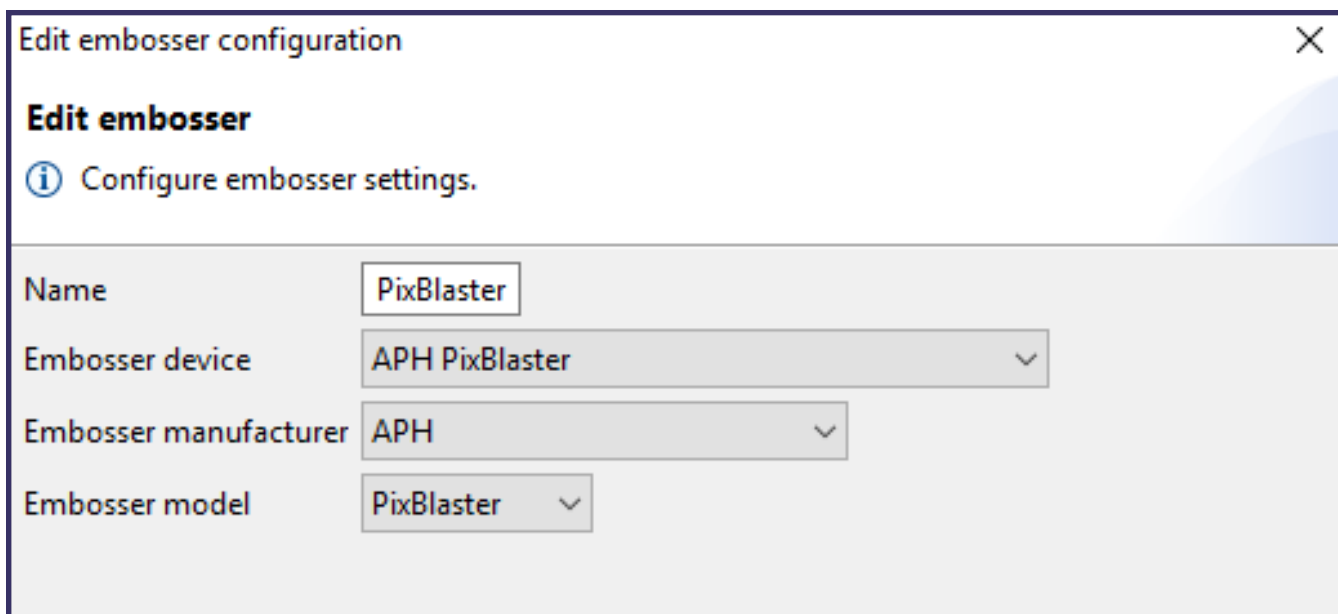 Edit embosser configuration
Edit embosser
Configure embosser settings.
Name PixBlaster
Embosser device APH PixBlaster
Embosser manufacturer APH
Embosser model PixBlaster